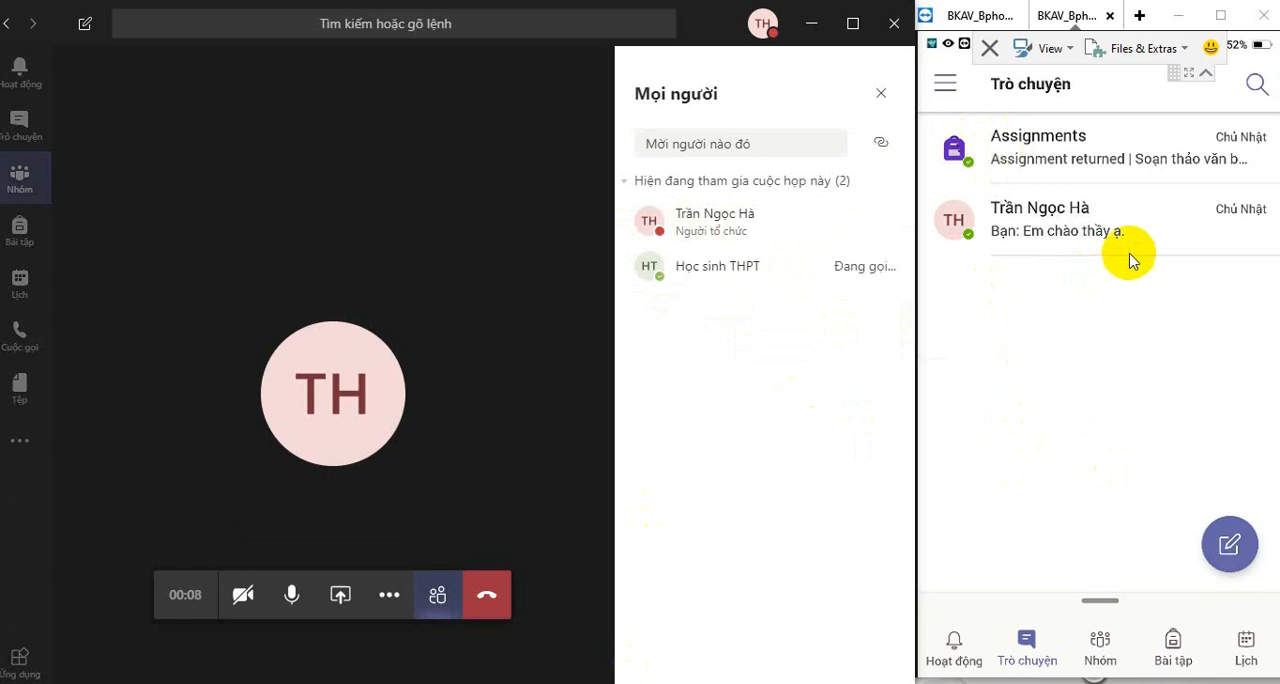 Tìm kiếm hoặc gõ lệnh
TH
Hoạt động
Trò chuyện
Nhóm
Bài tập
Lịch
Cuộc gọi
Tệp
Ứng dụng
TH
00:08
Mọi người
Mời người nào đó
Hiện đang tham gia cuộc họp này (2)
TH
Trần Ngọc Hà
Người tổ chức
HT
Học sinh THPT
Đang gọi...
BKAV_Bpho...
BKAV_Bph...
View
Files & Extras
52%
Trò chuyện
Assignments
Chủ Nhật
Assignment returned | Soạn thảo văn b...
TH
Trần Ngọc Hà
Chủ Nhật
Bạn: Em chào thầy ạ.
Hoạt động
Trò chuyện
Nhóm
Bài tập
Lịch